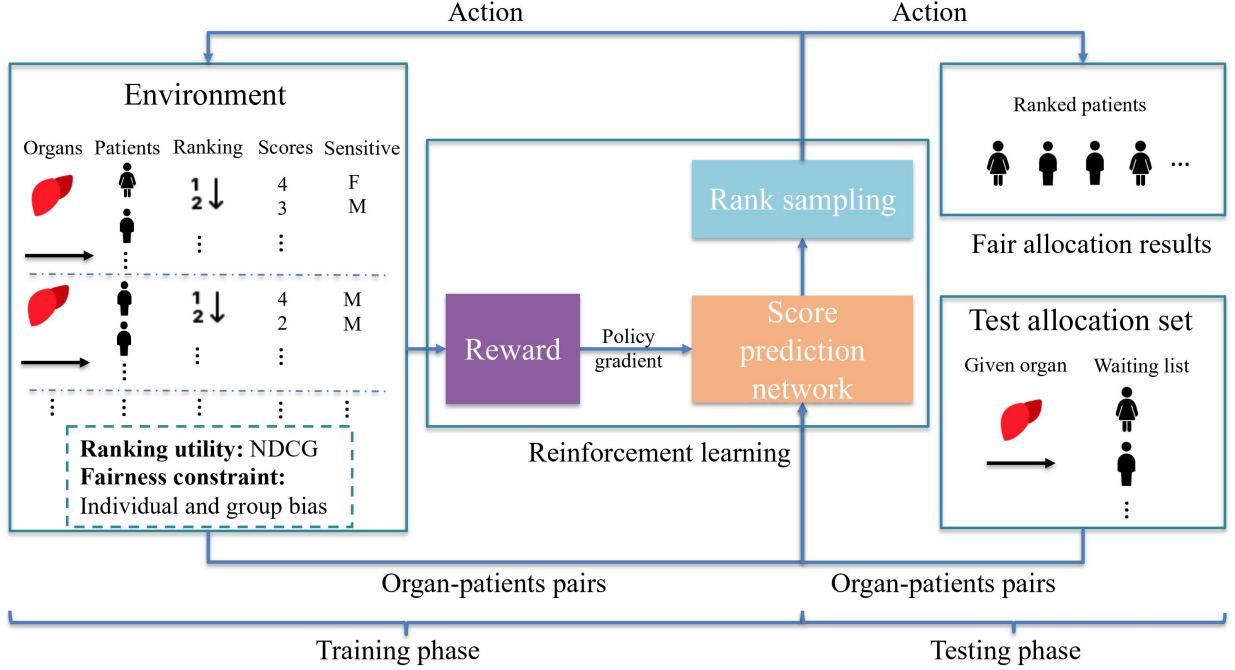 Action
Action
Environment
Organs Patients Ranking Scores Sensitive
1 4 F
2 3 M
⋮ ⋮
⋮
1 4 M
2 2 M
⋮ ⋮
⋮
⋮ ⋮ ⋮ ⋮ ⋮
Ranking utility: NDCG
Fairness constraint:
Individual and group bias
Reward
Policy
gradient
Rank sampling
Score
prediction
network
Reinforcement learning
Ranked patients
...
Fair allocation results
Test allocation set
Given organ Waiting list
⋮
Organ-patients pairs
Organ-patients pairs
Training phase
Testing phase